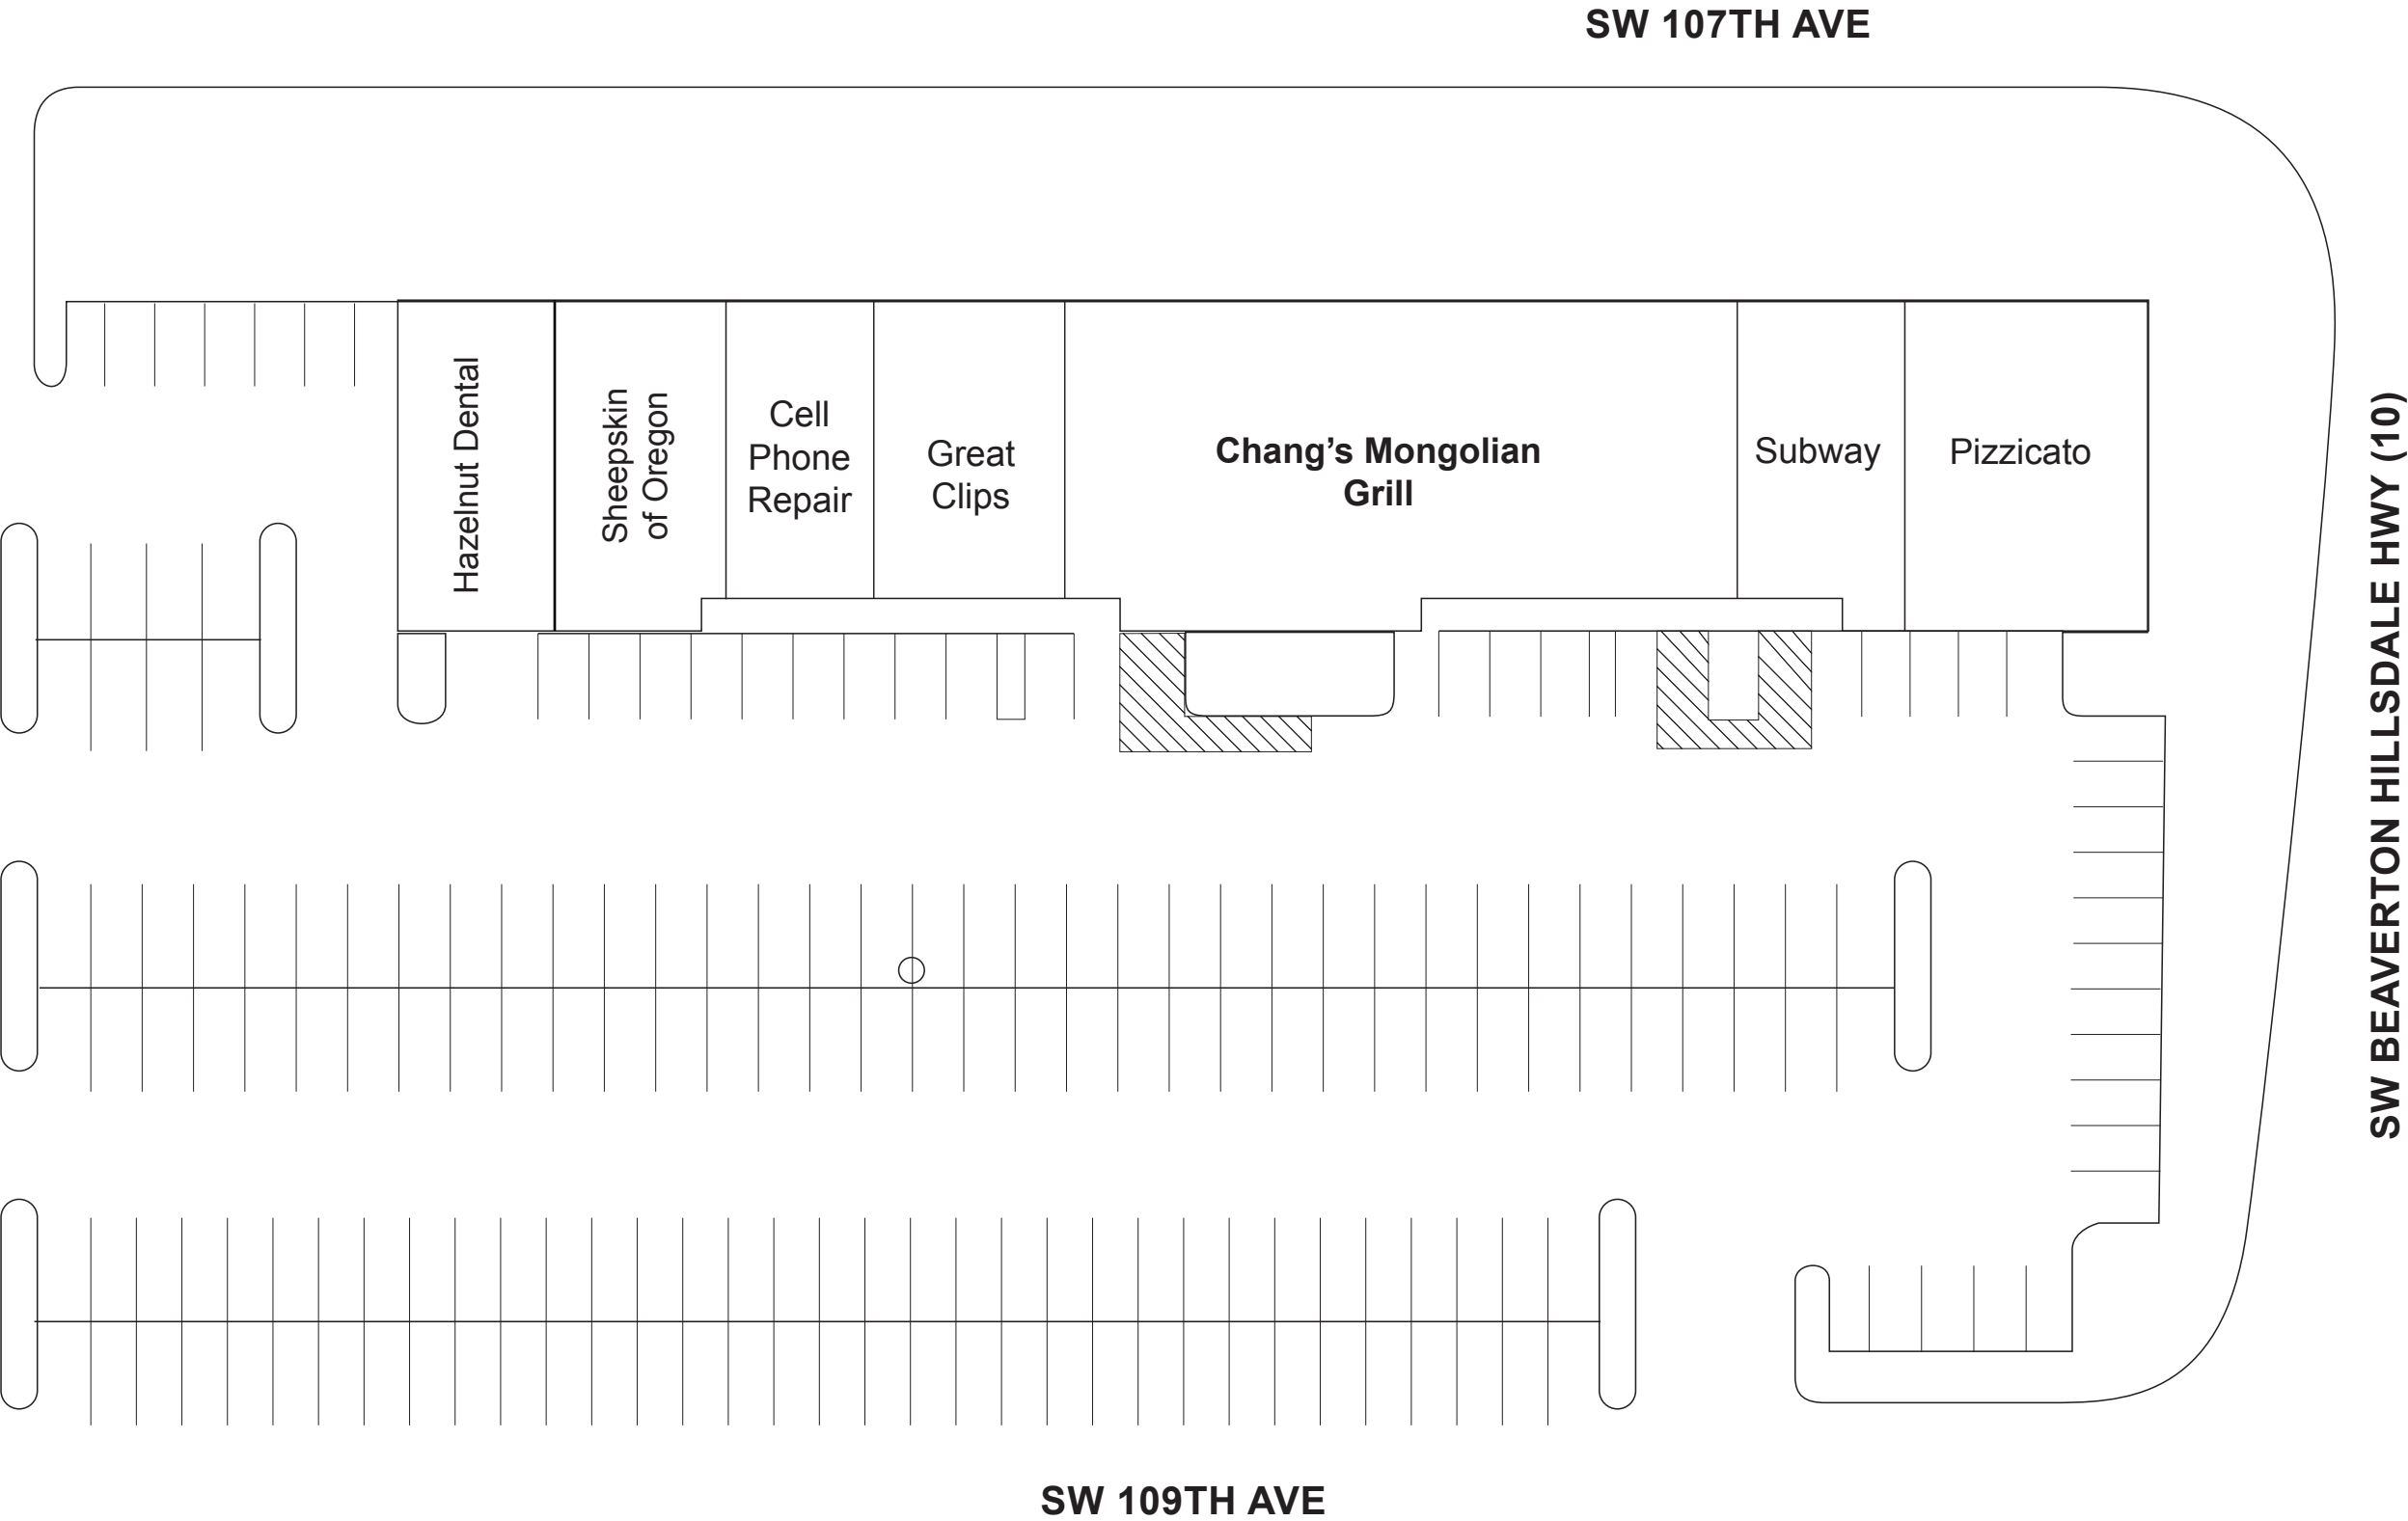 SW 107TH AVE
Hazelnut Dental
Sheepskin
of Oregon
Cell
Phone
Repair
Great
Clips
Chang’s Mongolian
Grill
Subway
Pizzicato
SW BEAVERTON HILLSDALE HWY (10)
SW 109TH AVE